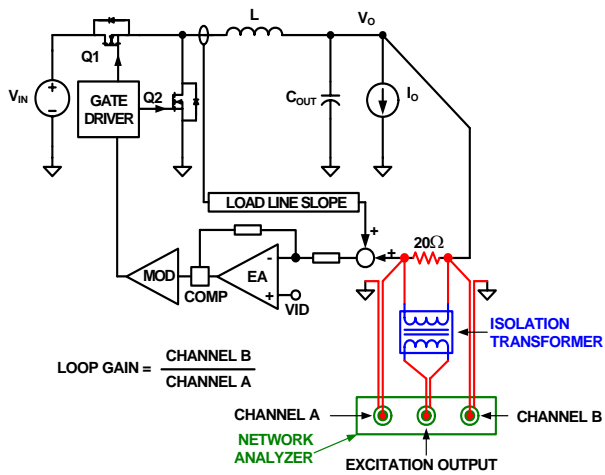 L
VO
Q1
VIN
+
−
GATE
DRIVER
Q2
COUT
IO
LOAD LINE SLOPE
+
+
20Ω
MOD
COMP
EA
-
+
VID
ISOLATION
TRANSFORMER
LOOP GAIN = CHANNEL B
CHANNEL A
CHANNEL A
CHANNEL B
NETWORK
ANALYZER
EXCITATION OUTPUT